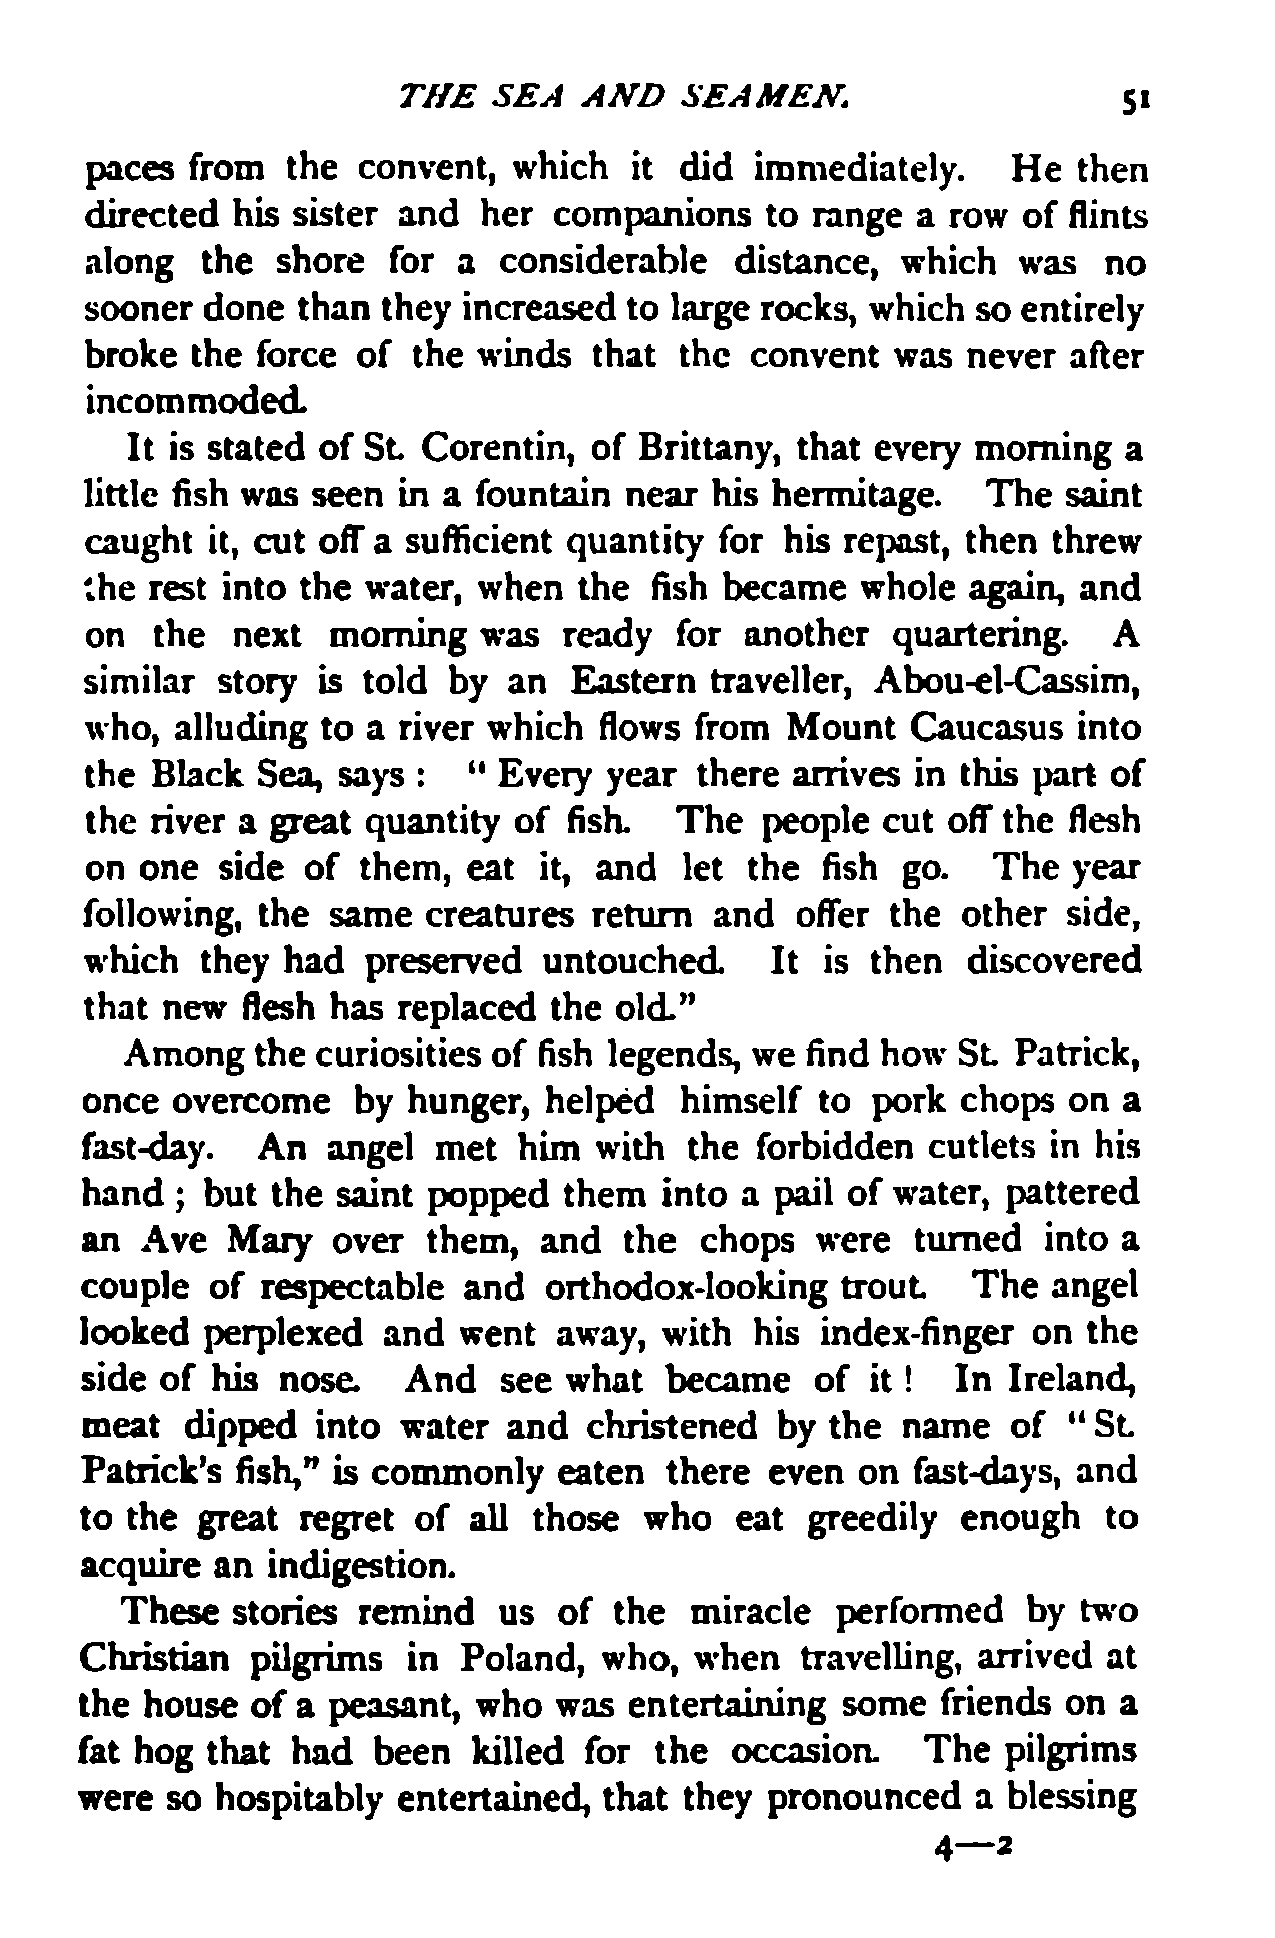 THE SEA AND SEAMEN. 51
paces from the convent, which it did immediately. He then
directed his sister and her companions to range a row of flints
along the shore for a considerable distance, which was no
sooner done than they increased to large rocks, which so entirely
broke the force of the winds that the convent was never after
incommoded.
It is stated of St. Corentin, of Brittany, that every morning a
little fish was seen in a fountain near his hermitage. The saint
caught it, cut off a sufficient quantity for his repast, then threw
the rest into the water, when the fish became whole again, and
on the next morning was ready for another quartering. A
similar story is told by an Eastern traveller, Abou-el-Cassim,
who, alluding to a river which flows from Mount Caucasus into
the Black Sea, says : " Every year there arrives in this part of
the river a great quantity of fish. The people cut off the flesh
on one side of them, eat it, and let the fish go. The year
following, the same creatures return and offer the other side,
which they had preserved untouched. It is then discovered
that new flesh has replaced the old."
Among the curiosities of fish legends, we find how St. Patrick,
once overcome by hunger, helped himself to pork chops on a
fast-day. An angel met him with the forbidden cutlets in his
hand ; but the saint popped them into a pail of water, pattered
an Ave Mary over them, and the chops were turned into a
couple of respectable and orthodox-looking trout. The angel
looked perplexed and went away, with his index-finger on the
side of his nose. And see what became of it ! In Ireland,
meat dipped into water and christened by the name of " St.
Patrick's fish," is commonly eaten there even on fast-days, and
to the great regret of all those who eat greedily enough to
acquire an indigestion.
These stories remind us of the miracle performed by two
Christian pilgrims in Poland, who, when travelling, arrived at
the house of a peasant, who was entertaining some friends on a
fat hog that had been killed for the occasion. The pilgrims
were so hospitably entertained, that they pronounced a blessing
4—2